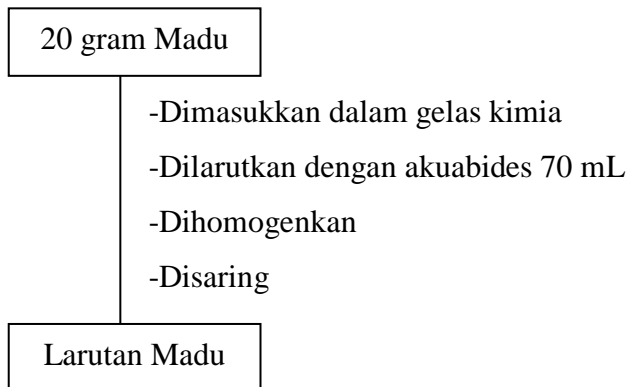 20 gram Madu
-Dimasukkan dalam gelas kimia
-Dilarutkan dengan akuabides 70 mL
-Dihomogenkan
-Disaring
Larutan Madu